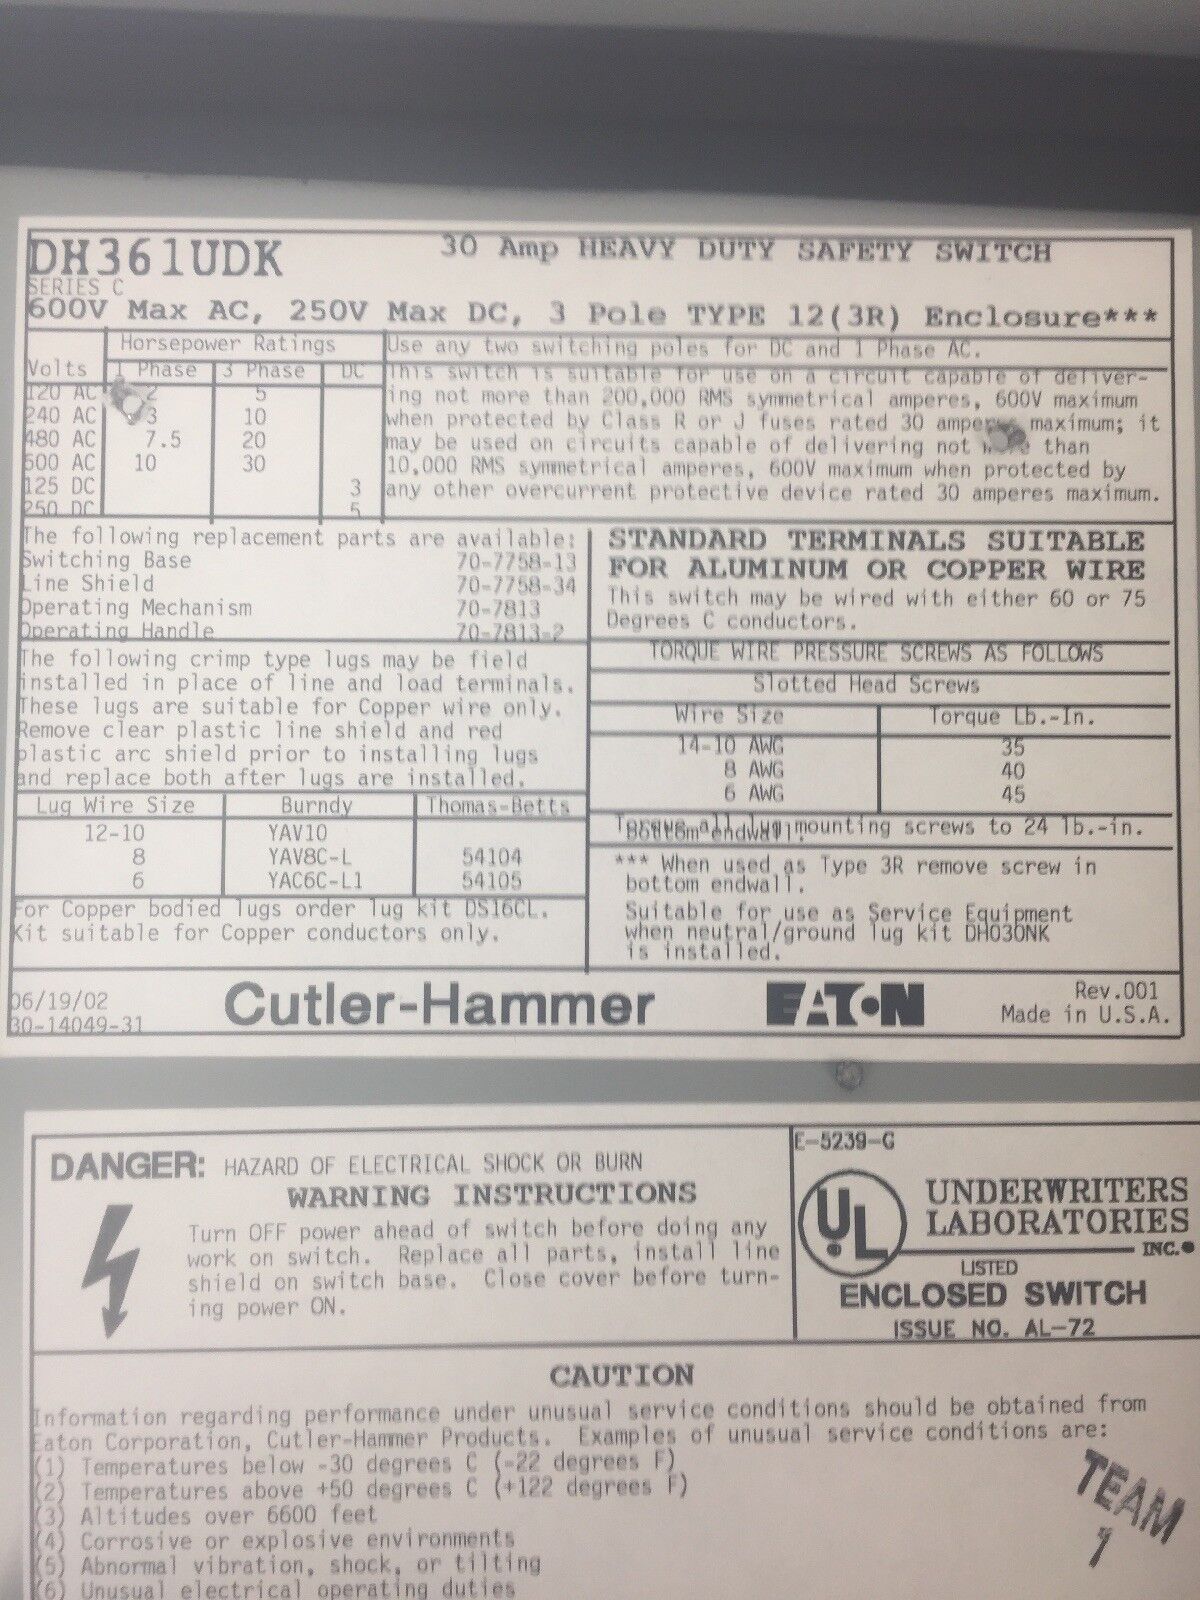 DH361UDK
30 Amp HEAVY DUTY SAFETY SWITCH
SERIES C
600V Max AC, 250V Max DC, 3 Pole TYPE 12(3R) Enclosure***
Horsepower Ratings
Volts 1 Phase 3 Phase DC
120 AC 2 5
240 AC 3 10
480 AC 7.5 20
600 AC 10 30
125 DC 3
250 DC 5
Use any two switching poles for DC and 1 Phase AC.
This switch is suitable for use on a circuit capable of deliver-
ing not more than 200,000 RMS symmetrical amperes, 600V maximum
when protected by Class R or J fuses rated 30 amperes maximum; it
may be used on circuits capable of delivering not more than
10,000 RMS symmetrical amperes, 600V maximum when protected by
any other overcurrent protective device rated 30 amperes maximum.
The following replacement parts are available:
Switching Base 70-7758-13
Line Shield 70-7758-34
Operating Mechanism 70-7813
Operating Handle 70-7813-2
The following crimp type lugs may be field
installed in place of line and load terminals.
These lugs are suitable for Copper wire only.
Remove clear plastic line shield and red
plastic arc shield prior to installing lugs
and replace both after lugs are installed.
Lug Wire Size Burndy Thomas-Betts
12-10 YAV10
8 YAV8C-L 54104
6 YAC6C-L1 54105
For Copper bodied lugs order lug kit DS16CL.
Kit suitable for Copper conductors only.
STANDARD TERMINALS SUITABLE
FOR ALUMINUM OR COPPER WIRE
This switch may be wired with either 60 or 75
Degrees C conductors.
TORQUE WIRE PRESSURE SCREWS AS FOLLOWS
Slotted Head Screws
Wire Size Torque Lb.-In.
14-10 AWG 35
8 AWG 40
6 AWG 45
Torque all lug mounting screws to 24 lb.-in.
bottom endwall.
*** When used as Type 3R remove screw in
bottom endwall.
Suitable for use as Service Equipment
when neutral/ground lug kit DH030NK
is installed.
06/19/02
80-14049-31
Cutler-Hammer
EATON
Rev.001
Made in U.S.A.
DANGER: HAZARD OF ELECTRICAL SHOCK OR BURN
WARNING INSTRUCTIONS
Turn OFF power ahead of switch before doing any
work on switch. Replace all parts, install line
shield on switch base. Close cover before turn-
ing power ON.
E-5239-G
UL
UNDERWRITERS
LABORATORIES
INC.®
LISTED
ENCLOSED SWITCH
ISSUE NO. AL-72
CAUTION
Information regarding performance under unusual service conditions should be obtained from
Eaton Corporation, Cutler-Hammer Products. Examples of unusual service conditions are:
(1) Temperatures below -30 degrees C (-22 degrees F)
(2) Temperatures above +50 degrees C (+122 degrees F)
(3) Altitudes over 6600 feet
(4) Corrosive or explosive environments
(5) Abnormal vibration, shock, or tilting
(6) Unusual electrical operating duties
TEAM
1